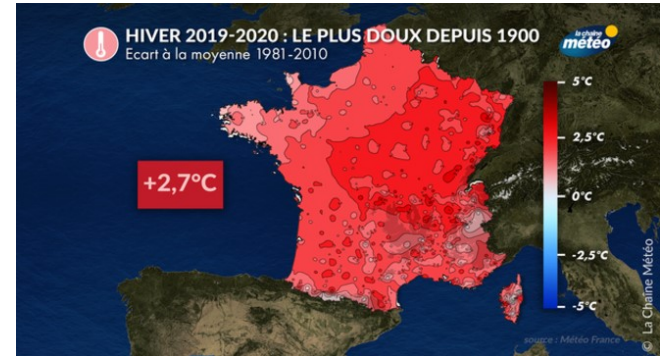 HIVER 2019-2020 : LE PLUS DOUX DEPUIS 1900
Ecart à la moyenne 1981-2010
la chaîne
météo
+2,7°C
5°C
2,5°C
0°C
-2,5°C
-5°C
source : Météo France
© La Chaîne Météo